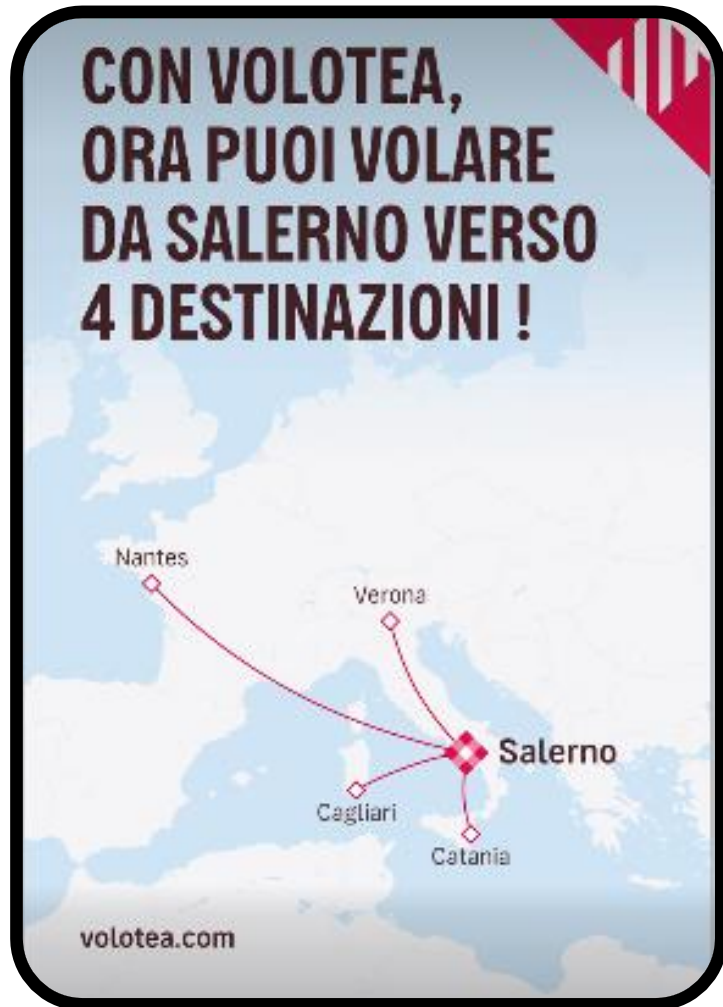 CON VOLOTEA,
ORA PUOI VOLARE
DA SALERNO VERSO
4 DESTINAZIONI !
Nantes
Verona
Salerno
Cagliari
Catania
volotea.com